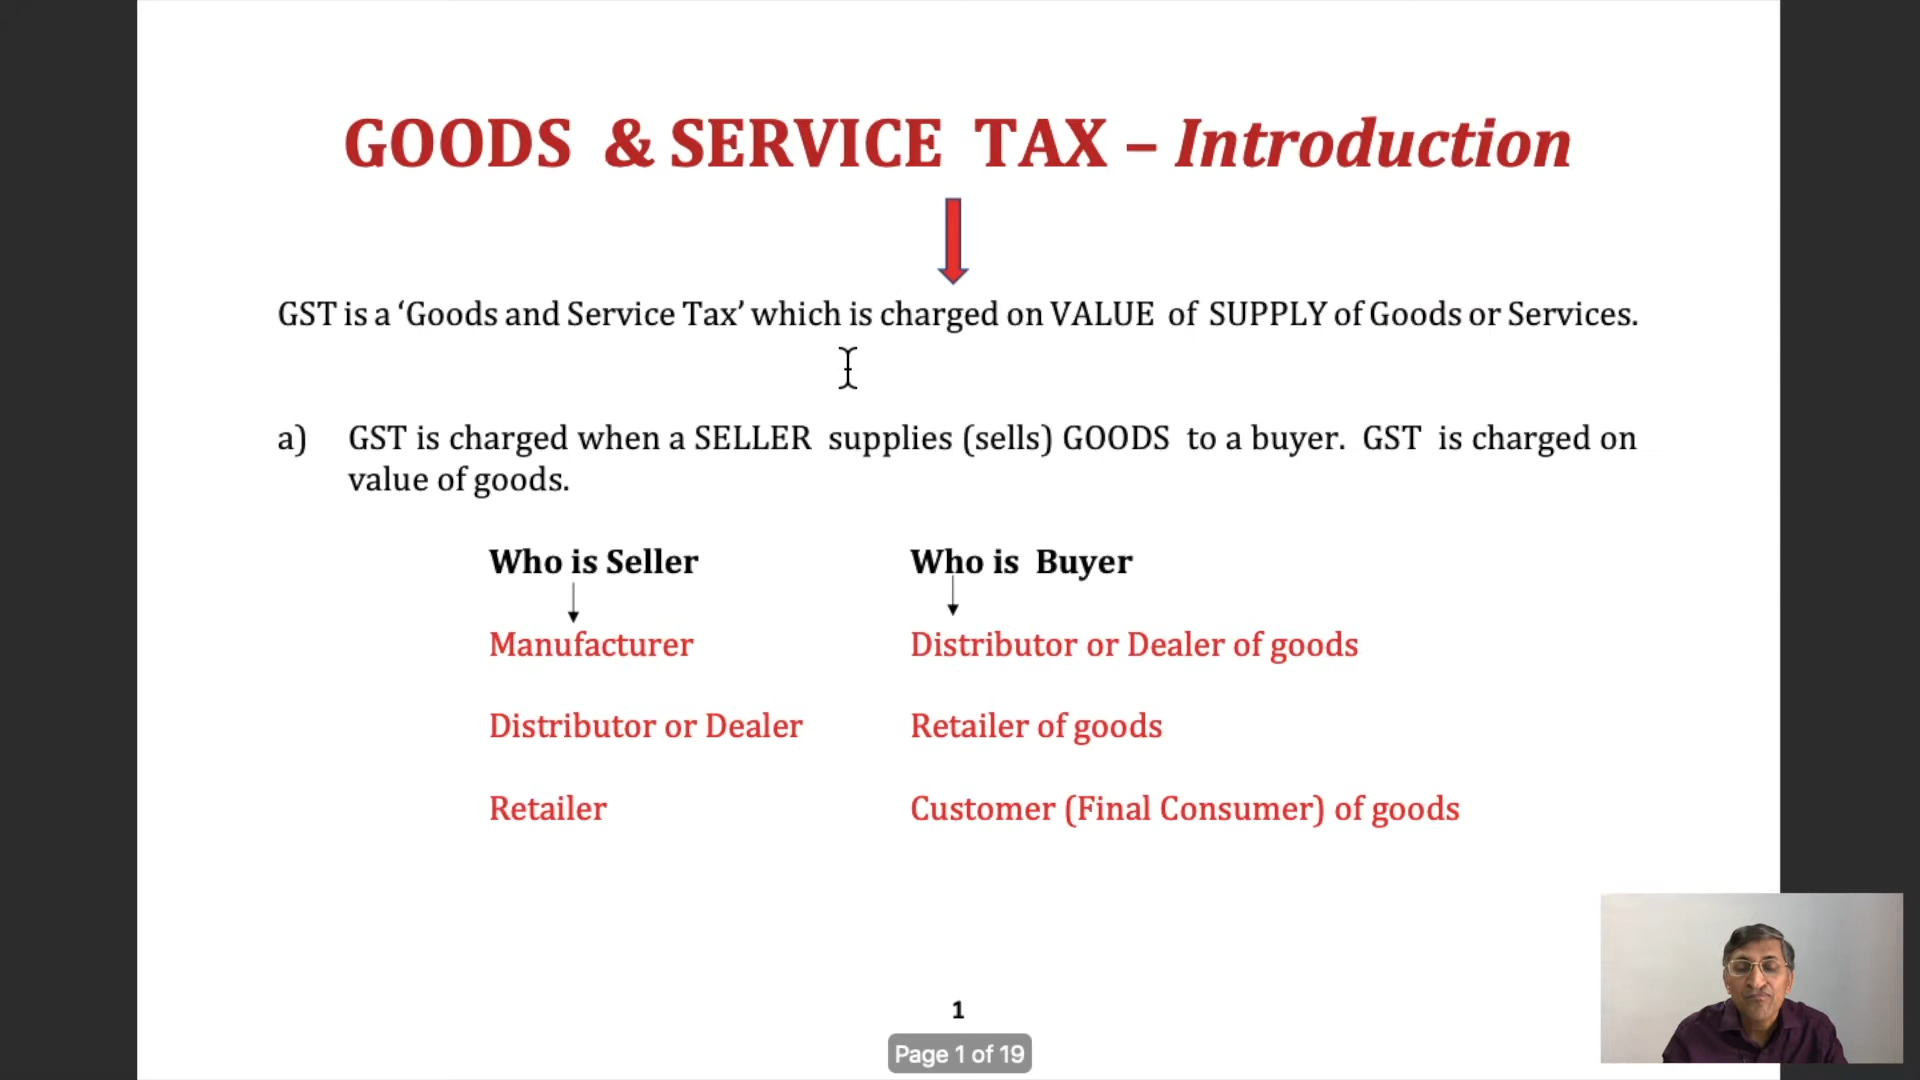 GOODS & SERVICE TAX – Introduction
GST is a ‘Goods and Service Tax’ which is charged on VALUE of SUPPLY of Goods or Services.
a) GST is charged when a SELLER supplies (sells) GOODS to a buyer. GST is charged on
value of goods.
Who is Seller Who is Buyer
Manufacturer Distributor or Dealer of goods
Distributor or Dealer Retailer of goods
Retailer Customer (Final Consumer) of goods
1
Page 1 of 19